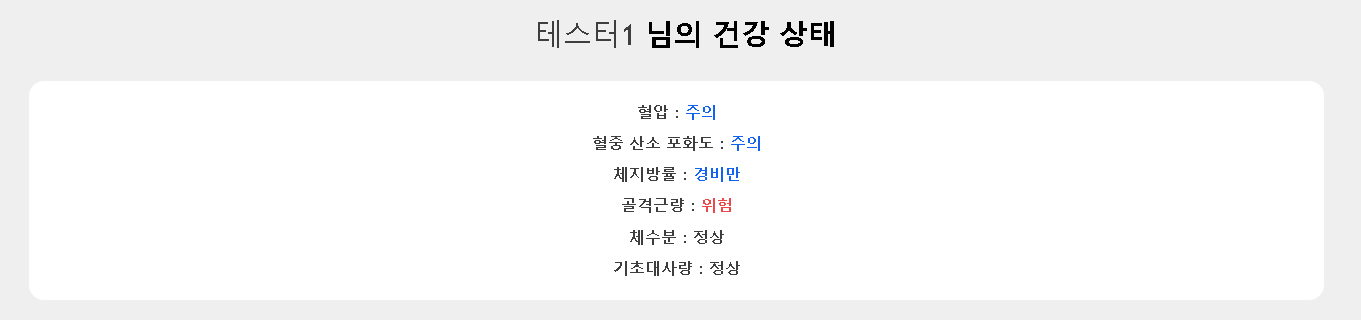 테스터1 님의 건강 상태
혈압 : 주의
혈중 산소 포화도 : 주의
체지방률 : 경비만
골격근량 : 위험
체수분 : 정상
기초대사량 : 정상